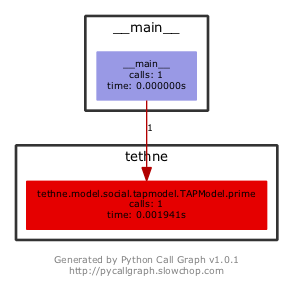 __main__
__main__
calls: 1
time: 0.000000s
1
tethne
tethne.model.social.tapmodel.TAPModel.prime
calls: 1
time: 0.001941s
Generated by Python Call Graph v1.0.1
http://pycallgraph.slowchop.com